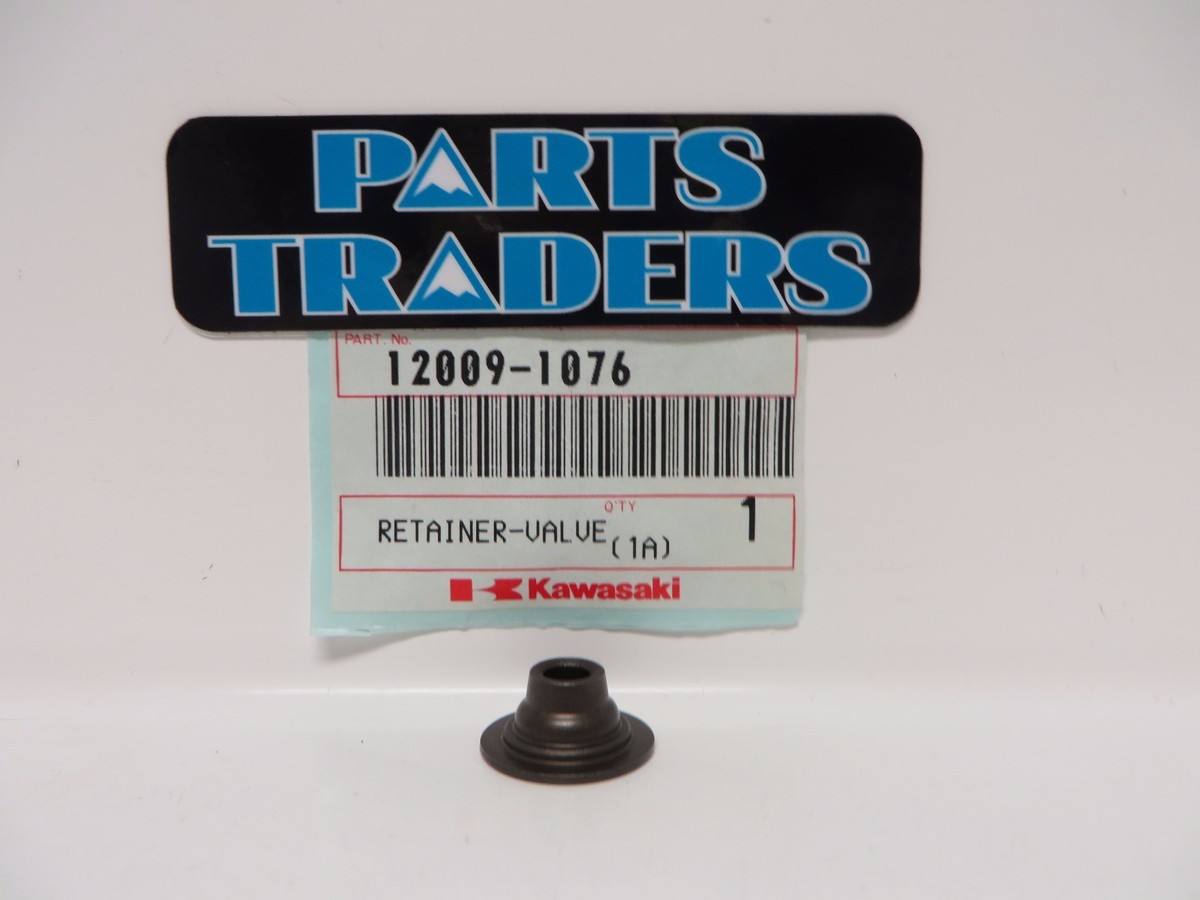 PARTS
TRADERS
PART. No.
12009-1076
Q'TY
RETAINER-VALVE 1
(1A)
Kawasaki